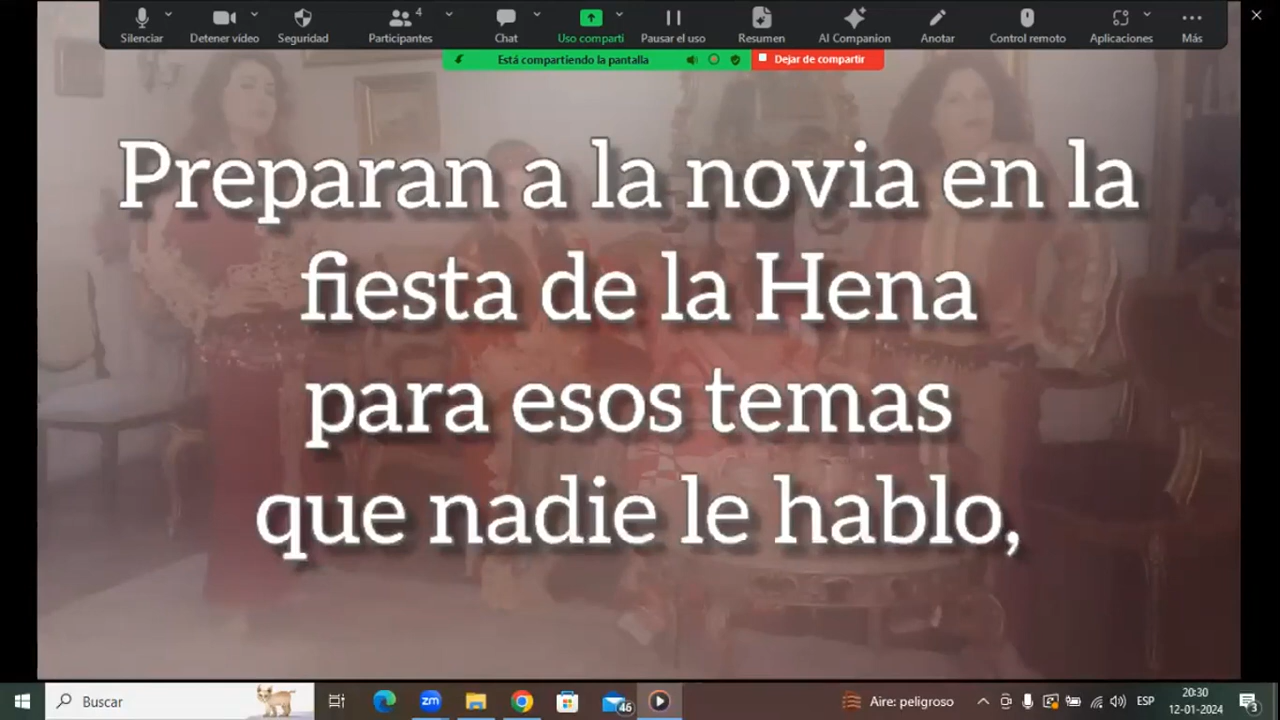 4
Silenciar
Detener vídeo
Seguridad
Participantes
Chat
Uso comparti
Pausar el uso
Resumen
AI Companion
Anotar
Control remoto
Aplicaciones
Más
Está compartiendo la pantalla
Dejar de compartir
Preparan a la novia en la
fiesta de la Hena
para esos temas
que nadie le hablo,
Buscar
zm
46
Aire: peligroso
ESP
20:30
12-01-2024
3